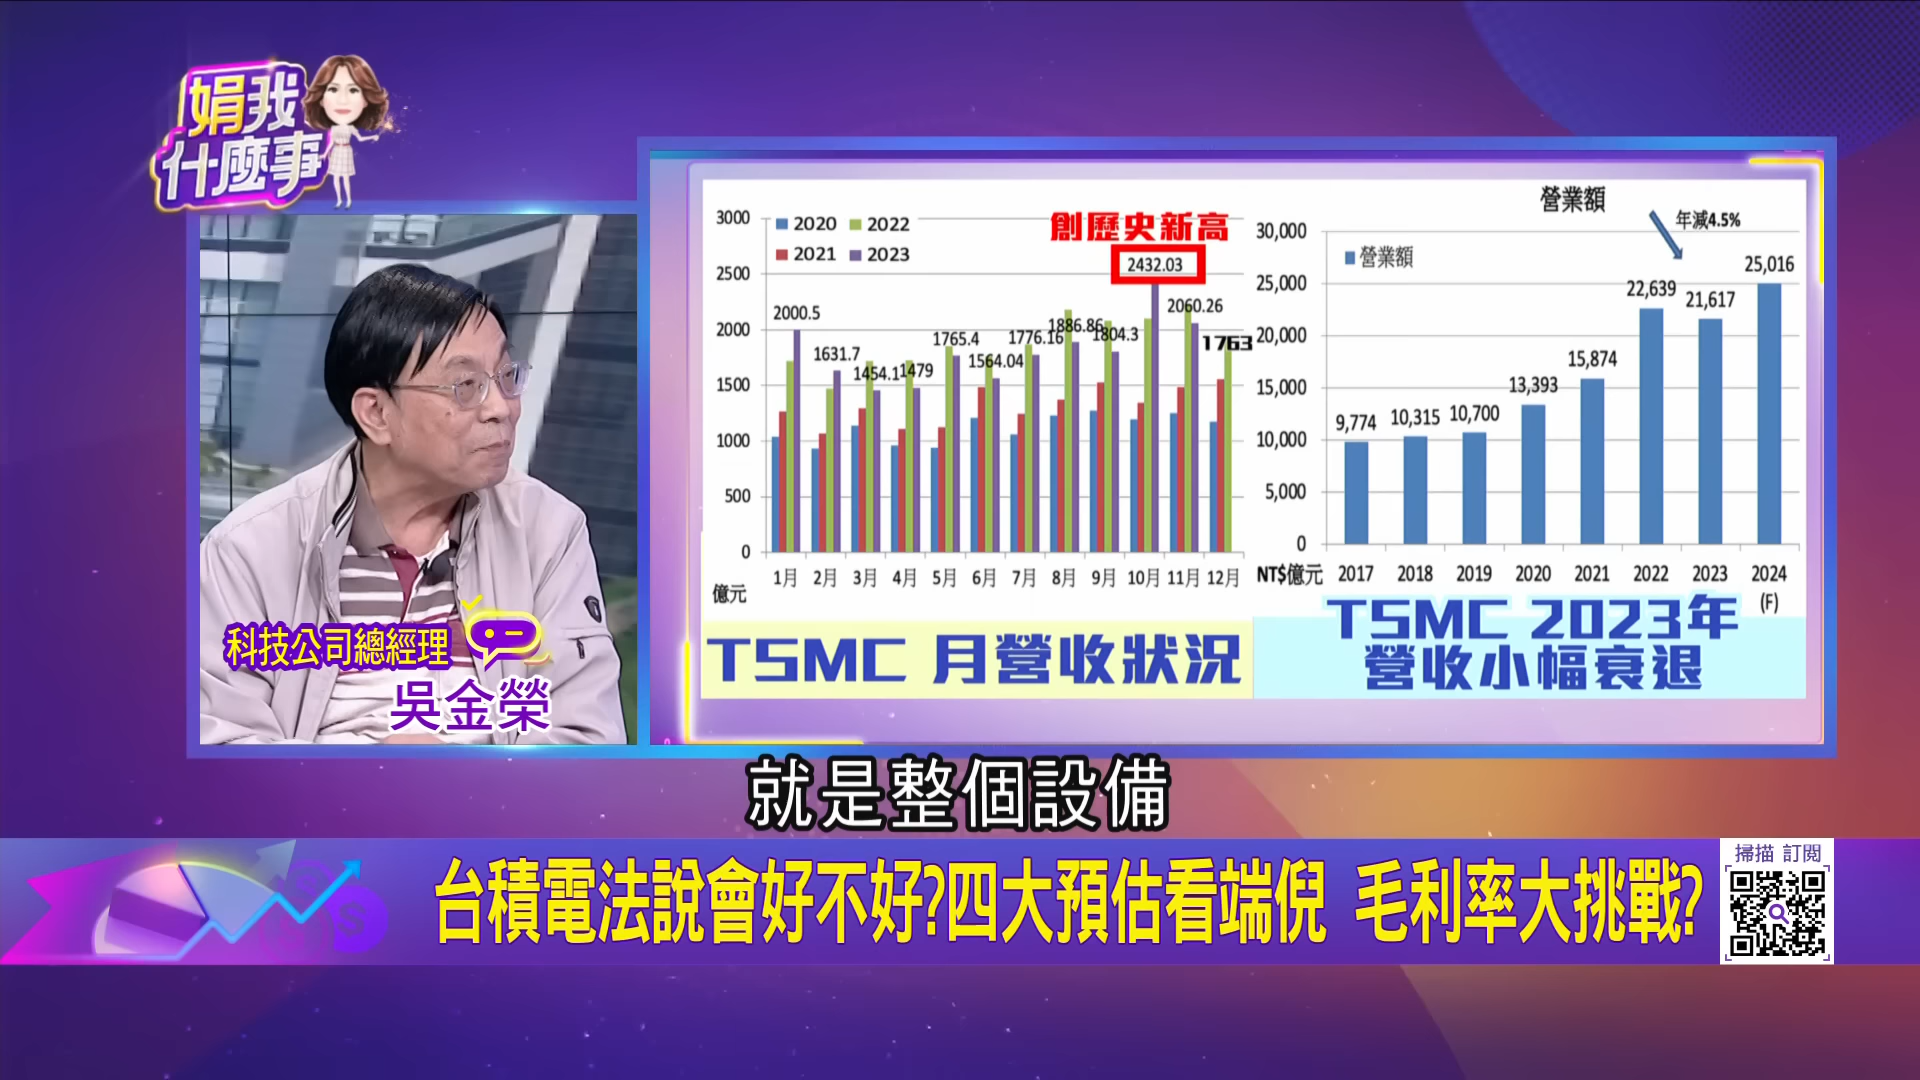 娟我
什麼事
科技公司總經理
吳金榮
2020 2022
2021 2023
創歷史新高
2432.03
3000
2500
2000
1500
1000
500
0
2000.5
1631.7
1454.1
1479
1765.4
1564.04
1776.16
1886.86
1804.3
2060.26
1763
1月 2月 3月 4月 5月 6月 7月 8月 9月 10月 11月 12月
億元
TSMC 月營收狀況
營業額
年減4.5%
營業額
30,000
25,000
20,000
15,000
10,000
5,000
0
9,774
10,315
10,700
13,393
15,874
22,639
21,617
25,016
NT$億元 2017 2018 2019 2020 2021 2022 2023 2024
(F)
TSMC 2023年
營收小幅衰退
就是整個設備
台積電法說會好不好?四大預估看端倪 毛利率大挑戰?
掃描 訂閱